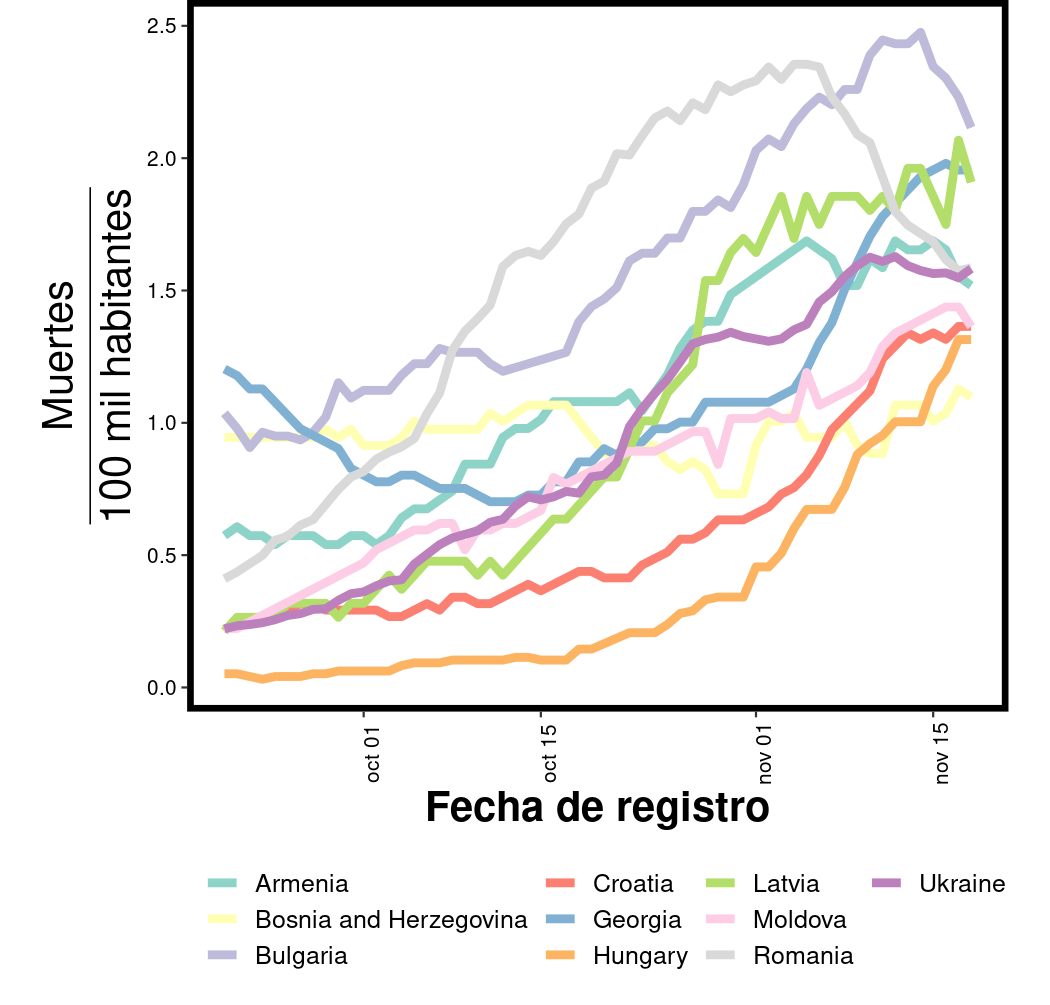 Muertes
100 mil habitantes
2.5
2.0
1.5
1.0
0.5
0.0
oct 01
oct 15
nov 01
nov 15
Fecha de registro
Armenia
Croatia
Latvia
Ukraine
Bosnia and Herzegovina
Georgia
Moldova
Bulgaria
Hungary
Romania